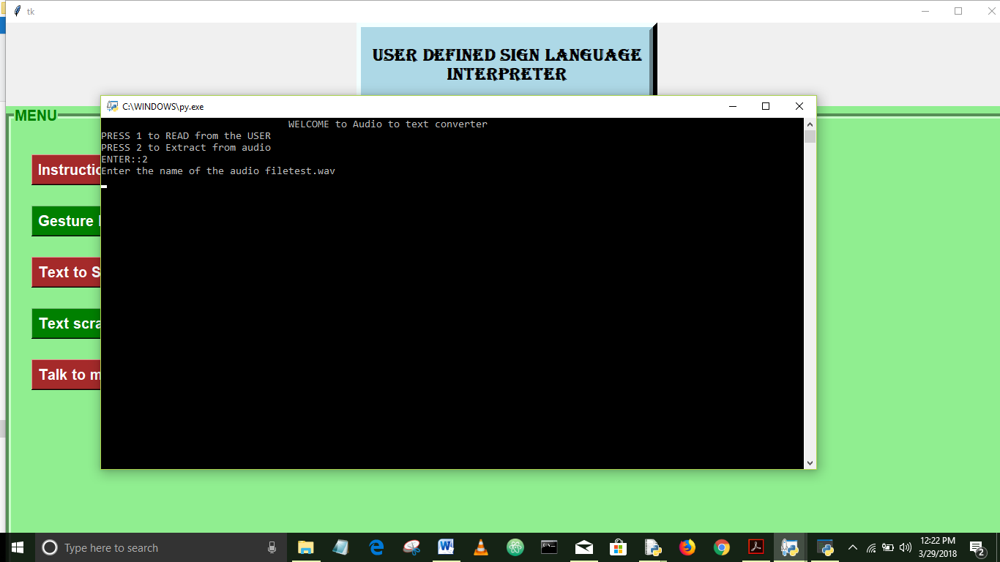 tk
USER DEFINED SIGN LANGUAGE
INTERPRETER
MENU
C:\WINDOWS\py.exe
WELCOME to Audio to text converter
PRESS 1 to READ from the USER
PRESS 2 to Extract from audio
ENTER::2
Enter the name of the audio filetest.wav
Instructio
Gesture
Text to S
Text scra
Talk to m
Type here to search
12:22 PM
3/29/2018
2